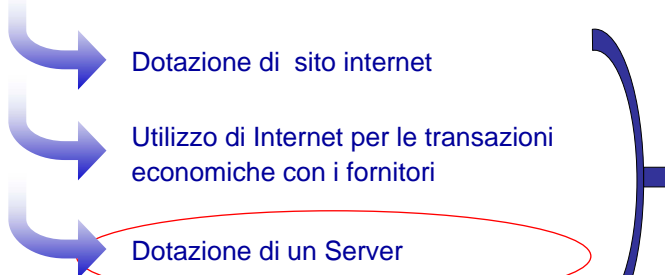 Dotazione di sito internet
Utilizzo di Internet per le transazioni
economiche con i fornitori
Dotazione di un Server